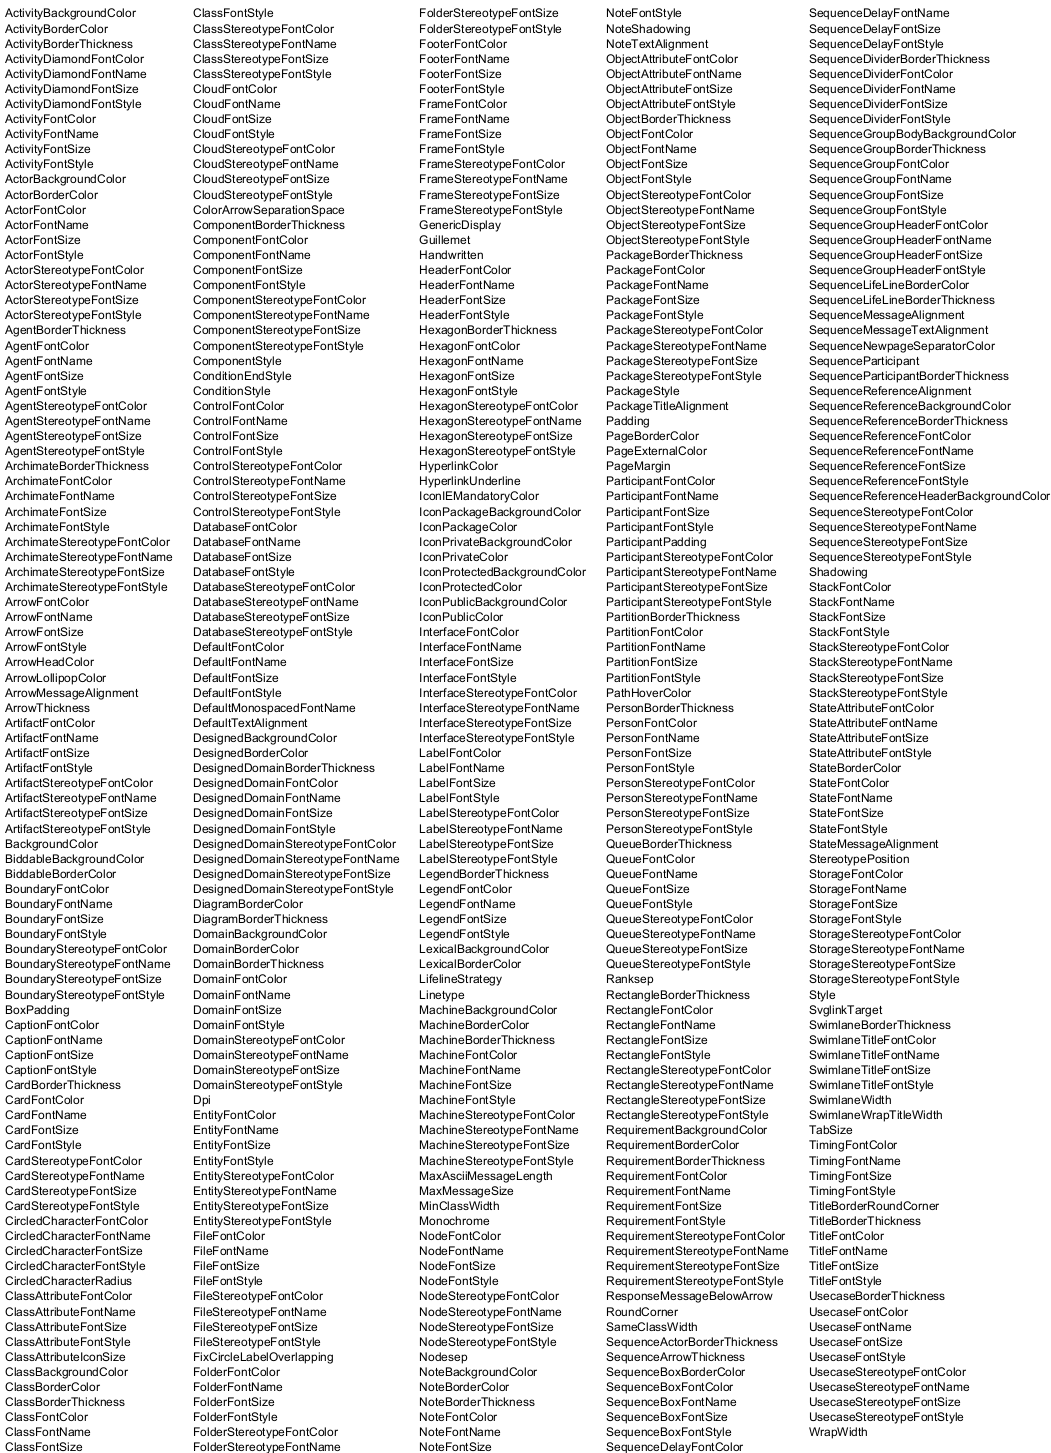 ActivityBackgroundColor
ActivityBorderColor
ActivityBorderThickness
ActivityDiamondFontColor
ActivityDiamondFontName
ActivityDiamondFontSize
ActivityDiamondFontStyle
ActivityFontColor
ActivityFontName
ActivityFontSize
ActivityFontStyle
ActorBackgroundColor
ActorBorderColor
ActorFontColor
ActorFontName
ActorFontSize
ActorFontStyle
ActorStereotypeFontColor
ActorStereotypeFontName
ActorStereotypeFontSize
ActorStereotypeFontStyle
AgentBorderThickness
AgentFontColor
AgentFontName
AgentFontSize
AgentFontStyle
AgentStereotypeFontColor
AgentStereotypeFontName
AgentStereotypeFontSize
AgentStereotypeFontStyle
ArchimateBorderThickness
ArchimateFontColor
ArchimateFontName
ArchimateFontSize
ArchimateFontStyle
ArchimateStereotypeFontColor
ArchimateStereotypeFontName
ArchimateStereotypeFontSize
ArchimateStereotypeFontStyle
ArrowFontColor
ArrowFontName
ArrowFontSize
ArrowFontStyle
ArrowHeadColor
ArrowLollipopColor
ArrowMessageAlignment
ArrowThickness
ArtifactFontColor
ArtifactFontName
ArtifactFontSize
ArtifactFontStyle
ArtifactStereotypeFontColor
ArtifactStereotypeFontName
ArtifactStereotypeFontSize
ArtifactStereotypeFontStyle
BackgroundColor
BiddableBackgroundColor
BiddableBorderColor
BoundaryFontColor
BoundaryFontName
BoundaryFontSize
BoundaryFontStyle
BoundaryStereotypeFontColor
BoundaryStereotypeFontName
BoundaryStereotypeFontSize
BoundaryStereotypeFontStyle
BoxPadding
CaptionFontColor
CaptionFontName
CaptionFontSize
CaptionFontStyle
CardBorderThickness
CardFontColor
CardFontName
CardFontSize
CardFontStyle
CardStereotypeFontColor
CardStereotypeFontName
CardStereotypeFontSize
CardStereotypeFontStyle
CircledCharacterFontColor
CircledCharacterFontName
CircledCharacterFontSize
CircledCharacterFontStyle
CircledCharacterRadius
ClassAttributeFontColor
ClassAttributeFontName
ClassAttributeFontSize
ClassAttributeFontStyle
ClassAttributeIconSize
ClassBackgroundColor
ClassBorderColor
ClassBorderThickness
ClassFontColor
ClassFontName
ClassFontSize
ClassFontStyle
ClassStereotypeFontColor
ClassStereotypeFontName
ClassStereotypeFontSize
ClassStereotypeFontStyle
CloudFontColor
CloudFontName
CloudFontSize
CloudFontStyle
CloudStereotypeFontColor
CloudStereotypeFontName
CloudStereotypeFontSize
CloudStereotypeFontStyle
ColorArrowSeparationSpace
ComponentBorderThickness
ComponentFontColor
ComponentFontName
ComponentFontSize
ComponentFontStyle
ComponentStereotypeFontColor
ComponentStereotypeFontName
ComponentStereotypeFontSize
ComponentStereotypeFontStyle
ComponentStyle
ConditionEndStyle
ConditionStyle
ControlFontColor
ControlFontName
ControlFontSize
ControlFontStyle
ControlStereotypeFontColor
ControlStereotypeFontName
ControlStereotypeFontSize
ControlStereotypeFontStyle
DatabaseFontColor
DatabaseFontName
DatabaseFontSize
DatabaseFontStyle
DatabaseStereotypeFontColor
DatabaseStereotypeFontName
DatabaseStereotypeFontSize
DatabaseStereotypeFontStyle
DefaultFontColor
DefaultFontName
DefaultFontSize
DefaultFontStyle
DefaultMonospacedFontName
DefaultTextAlignment
DesignedBackgroundColor
DesignedBorderColor
DesignedDomainBorderThickness
DesignedDomainFontColor
DesignedDomainFontName
DesignedDomainFontSize
DesignedDomainFontStyle
DesignedDomainStereotypeFontColor
DesignedDomainStereotypeFontName
DesignedDomainStereotypeFontSize
DesignedDomainStereotypeFontStyle
DiagramBorderColor
DiagramBorderThickness
DomainBackgroundColor
DomainBorderColor
DomainBorderThickness
DomainFontColor
DomainFontName
DomainFontSize
DomainFontStyle
DomainStereotypeFontColor
DomainStereotypeFontName
DomainStereotypeFontSize
DomainStereotypeFontStyle
Dpi
EntityFontColor
EntityFontName
EntityFontSize
EntityFontStyle
EntityStereotypeFontColor
EntityStereotypeFontName
EntityStereotypeFontSize
EntityStereotypeFontStyle
FileFontColor
FileFontName
FileFontSize
FileFontStyle
FileStereotypeFontColor
FileStereotypeFontName
FileStereotypeFontSize
FileStereotypeFontStyle
FixCircleLabelOverlapping
FolderFontColor
FolderFontName
FolderFontSize
FolderFontStyle
FolderStereotypeFontColor
FolderStereotypeFontName
FolderStereotypeFontSize
FolderStereotypeFontStyle
FooterFontColor
FooterFontName
FooterFontSize
FooterFontStyle
FrameFontColor
FrameFontName
FrameFontSize
FrameFontStyle
FrameStereotypeFontColor
FrameStereotypeFontName
FrameStereotypeFontSize
FrameStereotypeFontStyle
GenericDisplay
Guillemet
Handwritten
HeaderFontColor
HeaderFontName
HeaderFontSize
HeaderFontStyle
HexagonBorderThickness
HexagonFontColor
HexagonFontName
HexagonFontSize
HexagonFontStyle
HexagonStereotypeFontColor
HexagonStereotypeFontName
HexagonStereotypeFontSize
HexagonStereotypeFontStyle
HyperlinkColor
HyperlinkUnderline
IconIEMandatoryColor
IconPackageBackgroundColor
IconPackageColor
IconPrivateBackgroundColor
IconPrivateColor
IconProtectedBackgroundColor
IconProtectedColor
IconPublicBackgroundColor
IconPublicColor
InterfaceFontColor
InterfaceFontName
InterfaceFontSize
InterfaceFontStyle
InterfaceStereotypeFontColor
InterfaceStereotypeFontName
InterfaceStereotypeFontSize
InterfaceStereotypeFontStyle
LabelFontColor
LabelFontName
LabelFontSize
LabelFontStyle
LabelStereotypeFontColor
LabelStereotypeFontName
LabelStereotypeFontSize
LabelStereotypeFontStyle
LegendBorderThickness
LegendFontColor
LegendFontName
LegendFontSize
LegendFontStyle
LexicalBackgroundColor
LexicalBorderColor
LifelineStrategy
Linetype
MachineBackgroundColor
MachineBorderColor
MachineBorderThickness
MachineFontColor
MachineFontName
MachineFontSize
MachineFontStyle
MachineStereotypeFontColor
MachineStereotypeFontName
MachineStereotypeFontSize
MachineStereotypeFontStyle
MaxAsciiMessageLength
MaxMessageSize
MinClassWidth
Monochrome
NodeFontColor
NodeFontName
NodeFontSize
NodeFontStyle
NodeStereotypeFontColor
NodeStereotypeFontName
NodeStereotypeFontSize
NodeStereotypeFontStyle
Nodesep
NoteBackgroundColor
NoteBorderColor
NoteBorderThickness
NoteFontColor
NoteFontName
NoteFontSize
NoteFontStyle
NoteShadowing
NoteTextAlignment
ObjectAttributeFontColor
ObjectAttributeFontName
ObjectAttributeFontSize
ObjectAttributeFontStyle
ObjectBorderThickness
ObjectFontColor
ObjectFontName
ObjectFontSize
ObjectFontStyle
ObjectStereotypeFontColor
ObjectStereotypeFontName
ObjectStereotypeFontSize
ObjectStereotypeFontStyle
PackageBorderThickness
PackageFontColor
PackageFontName
PackageFontSize
PackageFontStyle
PackageStereotypeFontColor
PackageStereotypeFontName
PackageStereotypeFontSize
PackageStereotypeFontStyle
PackageStyle
PackageTitleAlignment
Padding
PageBorderColor
PageExternalColor
PageMargin
ParticipantFontColor
ParticipantFontName
ParticipantFontSize
ParticipantFontStyle
ParticipantPadding
ParticipantStereotypeFontColor
ParticipantStereotypeFontName
ParticipantStereotypeFontSize
ParticipantStereotypeFontStyle
PartitionBorderThickness
PartitionFontColor
PartitionFontName
PartitionFontSize
PartitionFontStyle
PathHoverColor
PersonBorderThickness
PersonFontColor
PersonFontName
PersonFontSize
PersonFontStyle
PersonStereotypeFontColor
PersonStereotypeFontName
PersonStereotypeFontSize
PersonStereotypeFontStyle
QueueBorderThickness
QueueFontColor
QueueFontName
QueueFontSize
QueueFontStyle
QueueStereotypeFontColor
QueueStereotypeFontName
QueueStereotypeFontSize
QueueStereotypeFontStyle
Ranksep
RectangleBorderThickness
RectangleFontColor
RectangleFontName
RectangleFontSize
RectangleFontStyle
RectangleStereotypeFontColor
RectangleStereotypeFontName
RectangleStereotypeFontSize
RectangleStereotypeFontStyle
RequirementBackgroundColor
RequirementBorderColor
RequirementBorderThickness
RequirementFontColor
RequirementFontName
RequirementFontSize
RequirementFontStyle
RequirementStereotypeFontColor
RequirementStereotypeFontName
RequirementStereotypeFontSize
RequirementStereotypeFontStyle
ResponseMessageBelowArrow
RoundCorner
SameClassWidth
SequenceActorBorderThickness
SequenceArrowThickness
SequenceBoxBorderColor
SequenceBoxFontColor
SequenceBoxFontName
SequenceBoxFontSize
SequenceBoxFontStyle
SequenceDelayFontColor
SequenceDelayFontName
SequenceDelayFontSize
SequenceDelayFontStyle
SequenceDividerBorderThickness
SequenceDividerFontColor
SequenceDividerFontName
SequenceDividerFontSize
SequenceDividerFontStyle
SequenceGroupBodyBackgroundColor
SequenceGroupBorderThickness
SequenceGroupFontColor
SequenceGroupFontName
SequenceGroupFontSize
SequenceGroupFontStyle
SequenceGroupHeaderFontColor
SequenceGroupHeaderFontName
SequenceGroupHeaderFontSize
SequenceGroupHeaderFontStyle
SequenceLifeLineBorderColor
SequenceLifeLineBorderThickness
SequenceMessageAlignment
SequenceMessageTextAlignment
SequenceNewpageSeparatorColor
SequenceParticipant
SequenceParticipantBorderThickness
SequenceReferenceAlignment
SequenceReferenceBackgroundColor
SequenceReferenceBorderThickness
SequenceReferenceFontColor
SequenceReferenceFontName
SequenceReferenceFontSize
SequenceReferenceFontStyle
SequenceReferenceHeaderBackgroundColor
SequenceStereotypeFontColor
SequenceStereotypeFontName
SequenceStereotypeFontSize
SequenceStereotypeFontStyle
Shadowing
StackFontColor
StackFontName
StackFontSize
StackFontStyle
StackStereotypeFontColor
StackStereotypeFontName
StackStereotypeFontSize
StackStereotypeFontStyle
StateAttributeFontColor
StateAttributeFontName
StateAttributeFontSize
StateAttributeFontStyle
StateBorderColor
StateFontColor
StateFontName
StateFontSize
StateFontStyle
StateMessageAlignment
StereotypePosition
StorageFontColor
StorageFontName
StorageFontSize
StorageFontStyle
StorageStereotypeFontColor
StorageStereotypeFontName
StorageStereotypeFontSize
StorageStereotypeFontStyle
Style
SvglinkTarget
SwimlaneBorderThickness
SwimlaneTitleFontColor
SwimlaneTitleFontName
SwimlaneTitleFontSize
SwimlaneTitleFontStyle
SwimlaneWidth
SwimlaneWrapTitleWidth
TabSize
TimingFontColor
TimingFontName
TimingFontSize
TimingFontStyle
TitleBorderRoundCorner
TitleBorderThickness
TitleFontColor
TitleFontName
TitleFontSize
TitleFontStyle
UsecaseBorderThickness
UsecaseFontColor
UsecaseFontName
UsecaseFontSize
UsecaseFontStyle
UsecaseStereotypeFontColor
UsecaseStereotypeFontName
UsecaseStereotypeFontSize
UsecaseStereotypeFontStyle
WrapWidth